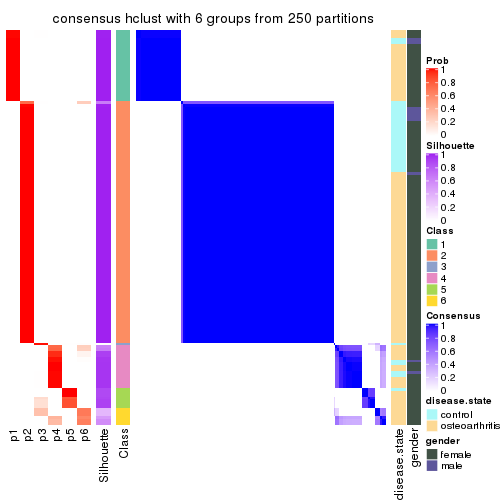 consensus hclust with 6 groups from 250 partitions
Prob
1
0.8
0.6
0.4
0.2
0
Silhouette
1
0.8
0.6
0.4
0.2
0
Class
1
2
3
4
5
6
Consensus
1
0.8
0.6
0.4
0.2
0
disease.state
control
osteoarthritis
gender
female
male
p1
p2
p3
p4
p5
p6
Silhouette
Class
disease.state
gender